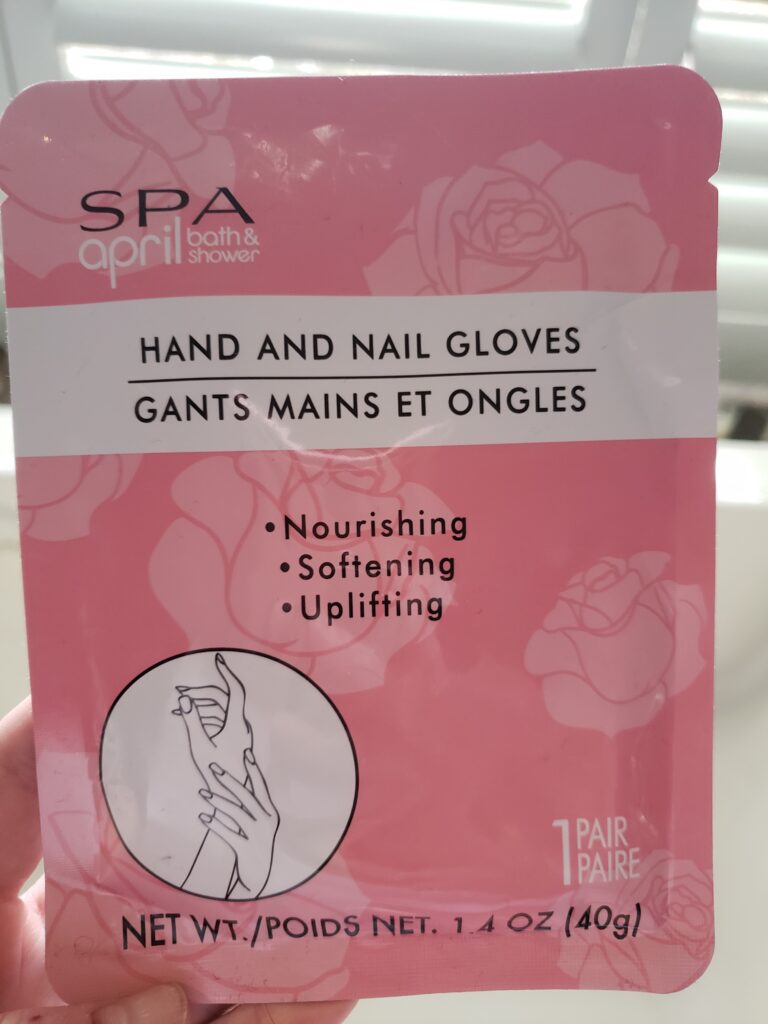 SPA
april bath & shower
HAND AND NAIL GLOVES
GANTS MAINS ET ONGLES
• Nourishing
• Softening
• Uplifting
1 PAIR
PAIRE
NET WT./POIDS NET. 1.4 OZ (40g)